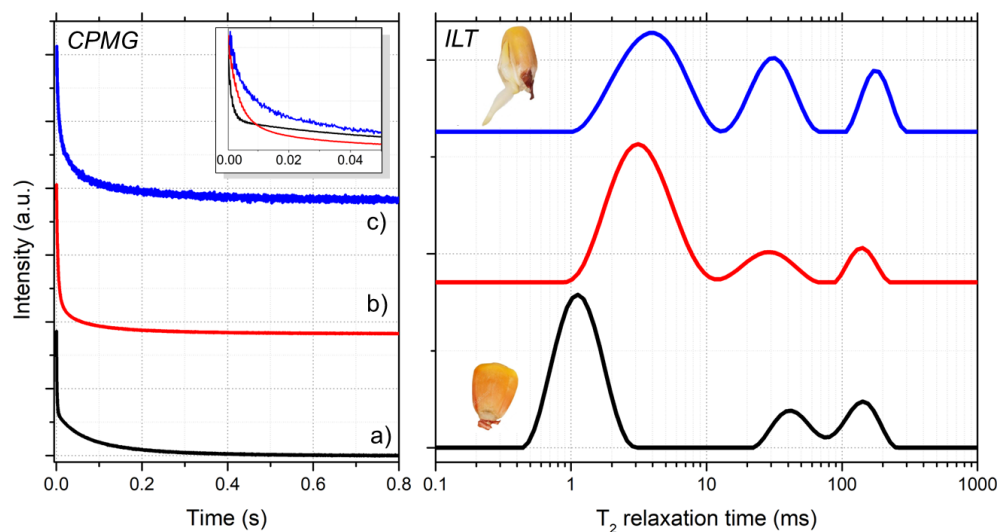 CPMG
0.00 0.02 0.04
c)
b)
a)
Intensity (a.u.)
0.0 0.2 0.4 0.6 0.8
Time (s)
ILT
0.1 1 10 100 1000
T₂ relaxation time (ms)